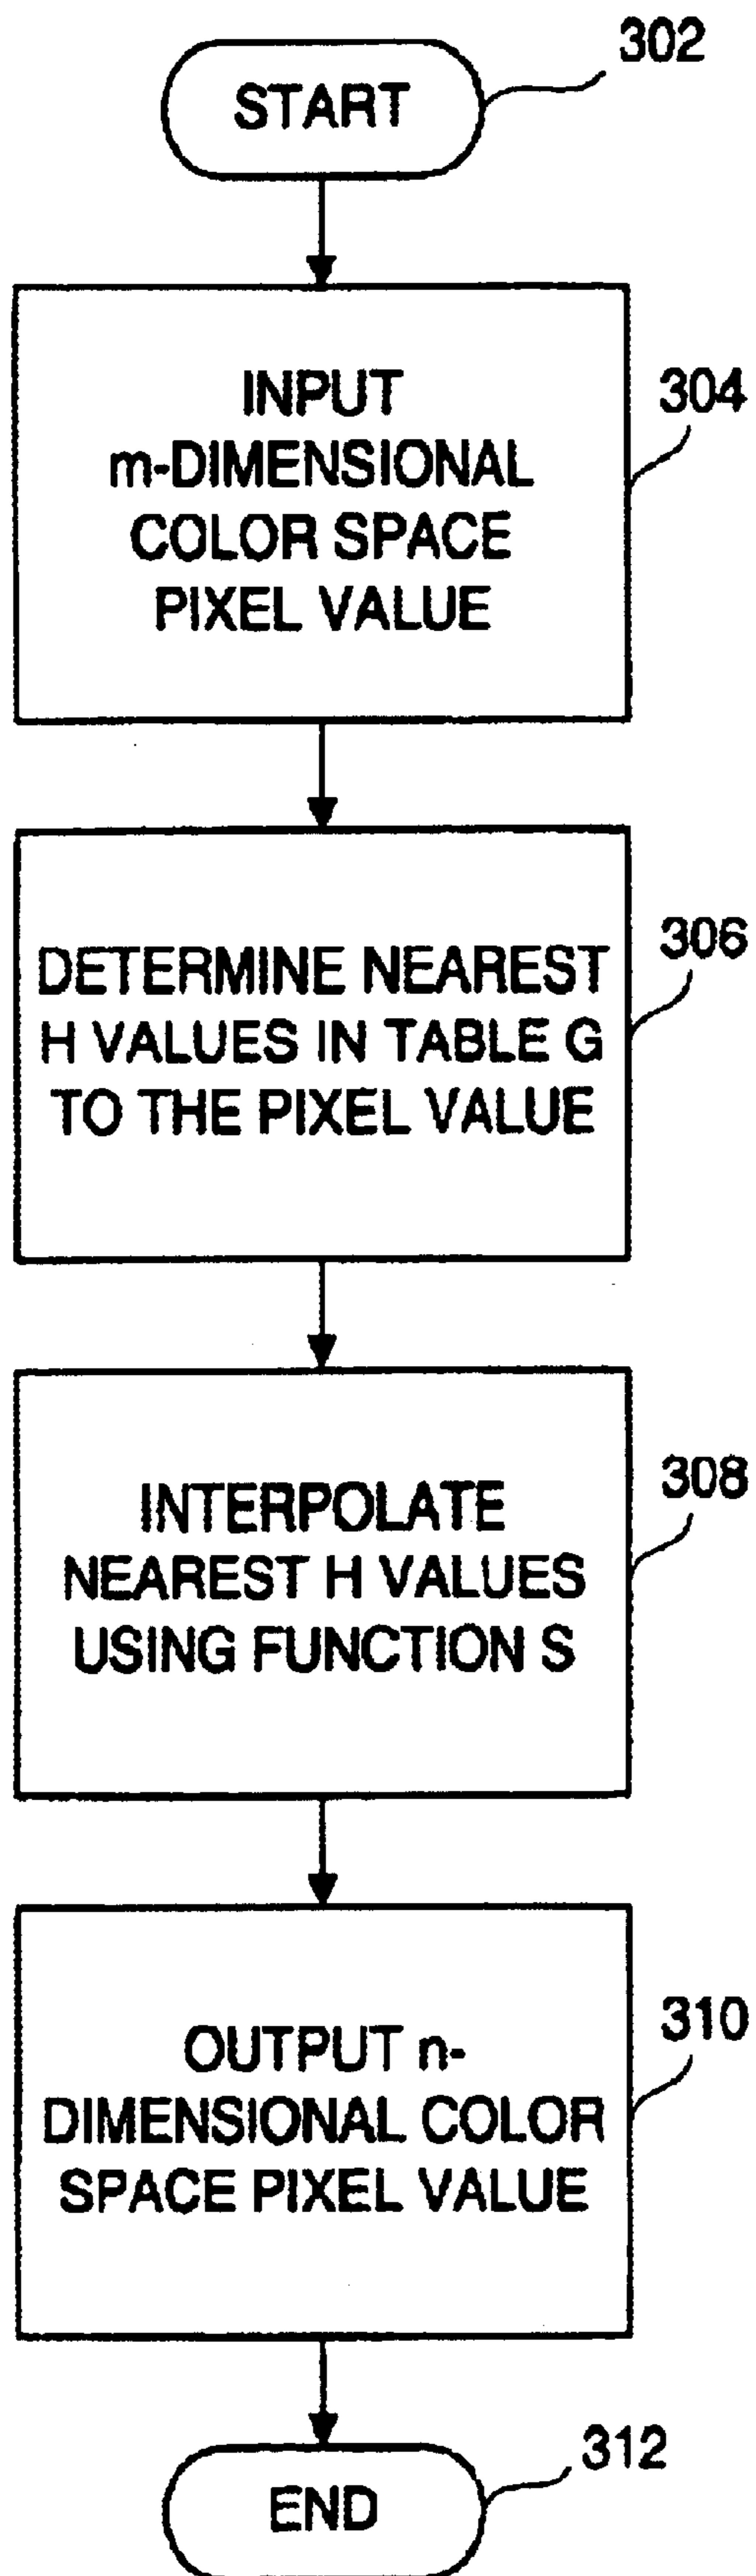 302
START
304
INPUT
m-DIMENSIONAL
COLOR SPACE
PIXEL VALUE
306
DETERMINE NEAREST
H VALUES IN TABLE G
TO THE PIXEL VALUE
308
INTERPOLATE
NEAREST H VALUES
USING FUNCTION S
310
OUTPUT n-
DIMENSIONAL COLOR
SPACE PIXEL VALUE
312
END